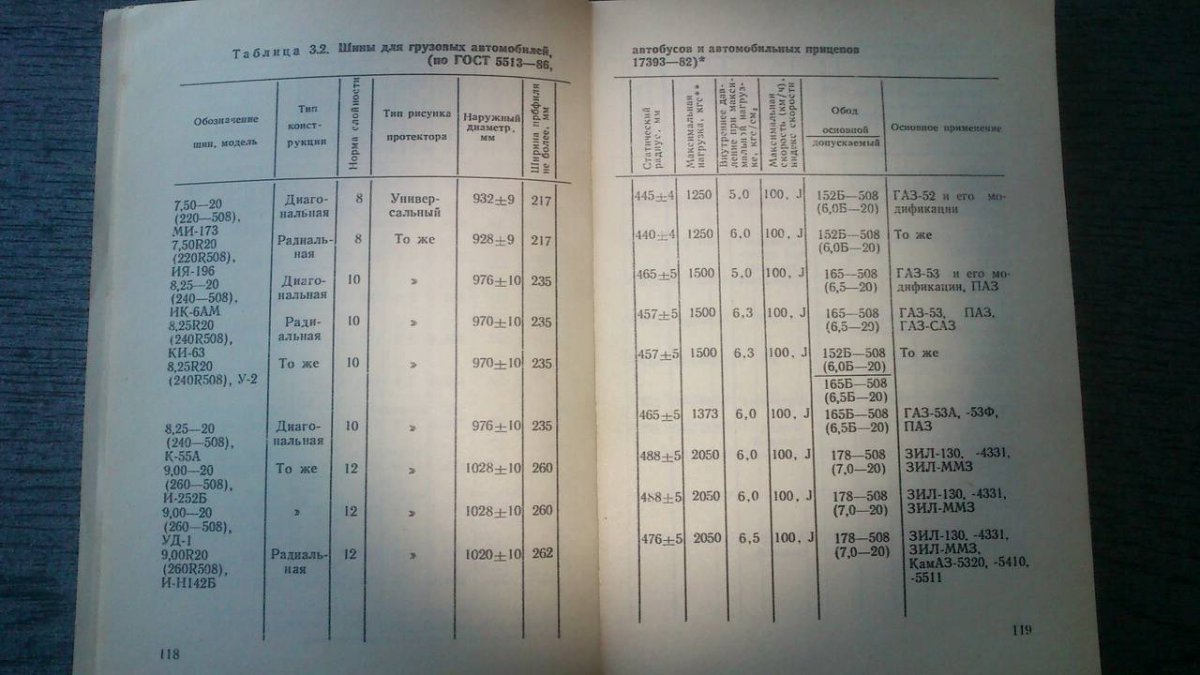 Таблица 3.2. Шины для грузовых автомобилей,
(по ГОСТ 5513—86,
Обозначение
шин, модель
Тип
конст-
рукции
Норма слойности
Тип рисунка
протектора
Наружный
диаметр,
мм
Ширина профиля
не более, мм
7,50—20 Диаго- 8 Универ- 932±9 217
(220—508), нальная сальный
МИ-173
7,50R20 Радиаль- 8 То же 928±9 217
(220R508), ная
ИЯ-196
8,25—20 Диаго- 10 » 976±10 235
(240—508), нальная
ИК-6АМ
8,25R20 Ради- 10 » 970±10 235
(240R508), альная
КИ-63
8,25R20 То же 10 » 970±10 235
(240R508), У-2
8,25—20 Диаго- 10 » 976±10 235
(240—508), нальная
К-55А
9,00—20 То же 12 » 1028±10 260
(260—508),
И-252Б
9,00—20 » 12 » 1028±10 260
(260—508),
УД-1
9,00R20 Радиаль- 12 » 1020±10 262
(260R508), ная
И-Н142Б
118
автобусов и автомобильных прицепов
17393—82)*
Статический
радиус, мм
Максимальная
нагрузка, кгс**
Внутреннее дав-
ление при макси-
мальной нагруз-
ке, кгс/см²
Максимальная
скорость (км/ч),
индекс скорости
Обод
основной
допускаемый
Основное применение
445±4 1250 5,0 100, J 152Б—508 ГАЗ-52 и его мо-
(6,0Б—20) дификации
440±4 1250 6,0 100, J 152Б—508 То же
(6,0Б—20)
465±5 1500 5,0 100, J 165—508 ГАЗ-53 и его мо-
(6,5—20) дификации, ПАЗ
457±5 1500 6,3 100, J 165—508 ГАЗ-53, ПАЗ,
(6,5—20) ГАЗ-САЗ
457±5 1500 6,3 100, J 152Б—508 То же
(6,0Б—20)
165Б—508
(6,5Б—20)
465±5 1373 6,0 100, J 165Б—508 ГАЗ-53А, -53Ф,
(6,5Б—20) ПАЗ
488±5 2050 6,0 100, J 178—508 ЗИЛ-130, -4331,
(7,0—20) ЗИЛ-ММЗ
488±5 2050 6,0 100, J 178—508 ЗИЛ-130, -4331,
(7,0—20) ЗИЛ-ММЗ
476±5 2050 6,5 100, J 178—508 ЗИЛ-130, -4331,
(7,0—20) ЗИЛ-ММЗ,
КамАЗ-5320, -5410,
-5511
119